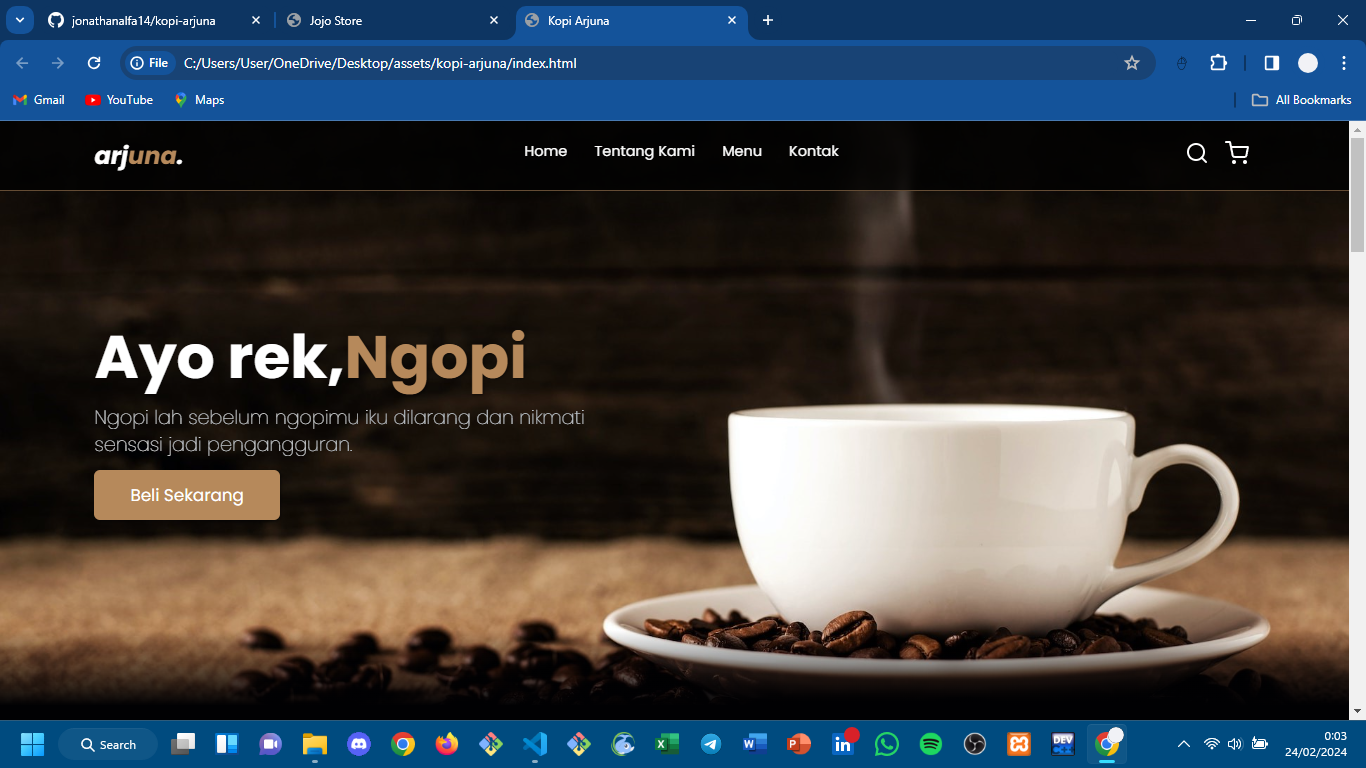 jonathanalfa14/kopi-arjuna
Jojo Store
Kopi Arjuna
File
C:/Users/User/OneDrive/Desktop/assets/kopi-arjuna/index.html
Gmail
YouTube
Maps
All Bookmarks
arjuna.
Home
Tentang Kami
Menu
Kontak
Ayo rek,Ngopi
Ngopi lah sebelum ngopimu iku dilarang dan nikmati
sensasi jadi pengangguran.
Beli Sekarang
Search
DEV
0:03
24/02/2024